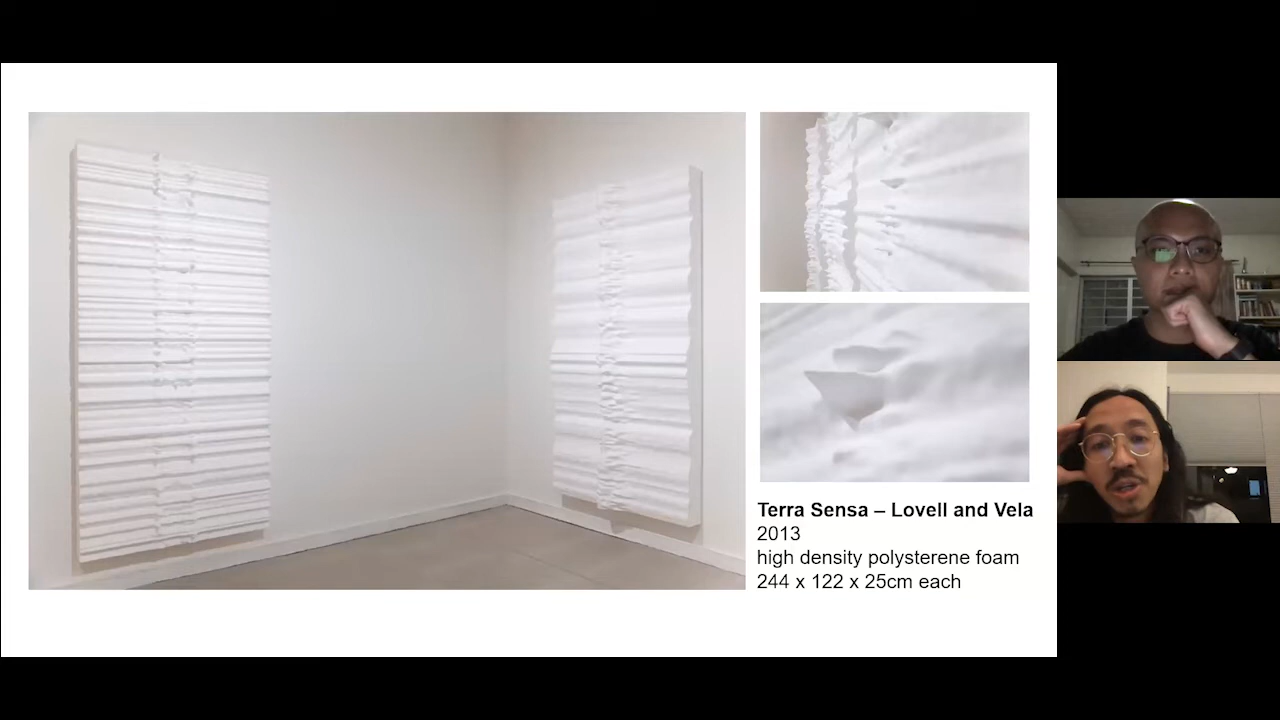 Terra Sensa – Lovell and Vela
2013
high density polysterene foam
244 x 122 x 25cm each